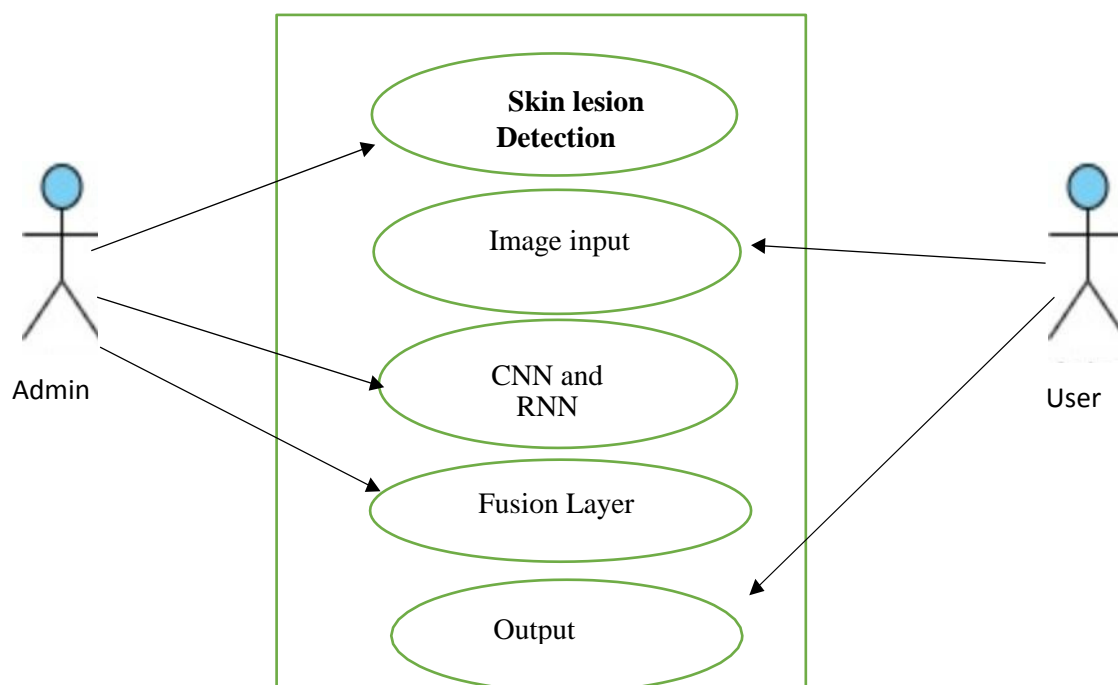 Skin lesion
Detection
Image input
CNN and
RNN
Admin
User
Fusion Layer
Output